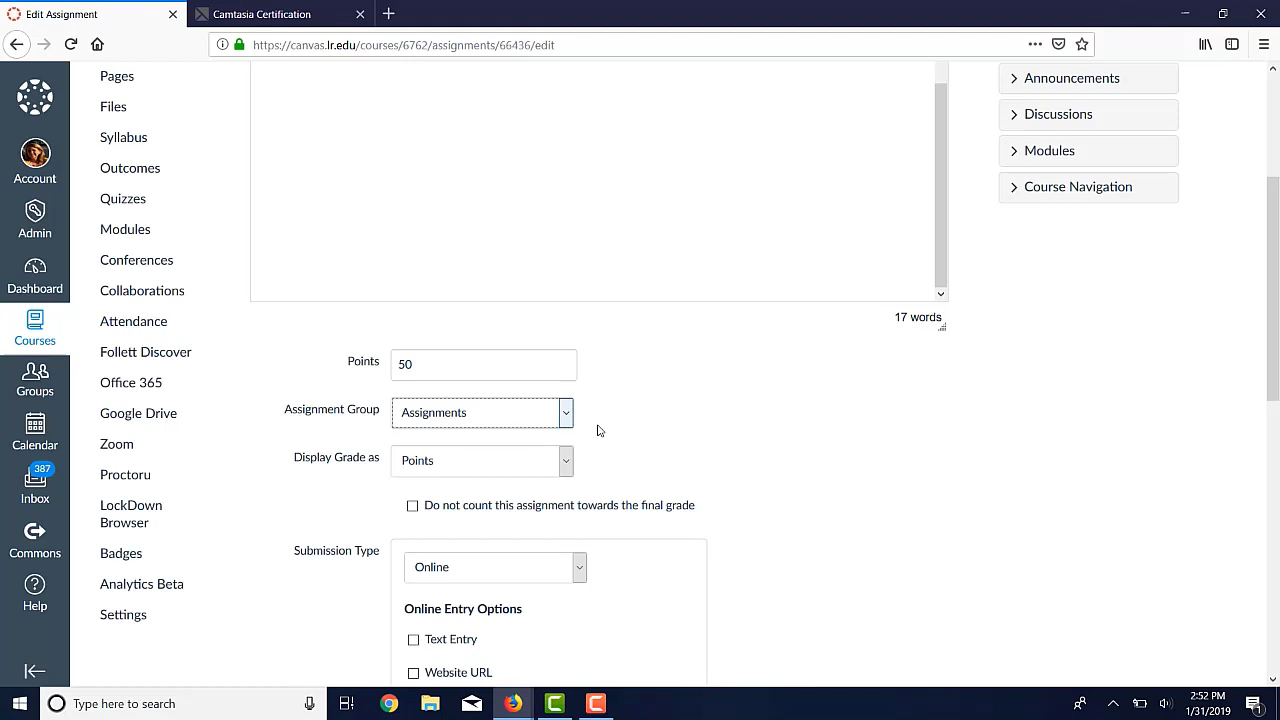 Edit Assignment
Camtasia Certification
https://canvas.lr.edu/courses/6762/assignments/66436/edit
Account
Admin
Dashboard
Courses
Groups
Calendar
387
Inbox
Commons
Help
Pages
Files
Syllabus
Outcomes
Quizzes
Modules
Conferences
Collaborations
Attendance
Follett Discover
Office 365
Google Drive
Zoom
Proctoru
LockDown
Browser
Badges
Analytics Beta
Settings
17 words
Points
50
Assignment Group
Assignments
Display Grade as
Points
Do not count this assignment towards the final grade
Submission Type
Online
Online Entry Options
Text Entry
Website URL
Announcements
Discussions
Modules
Course Navigation
Type here to search
2:52 PM
1/31/2019